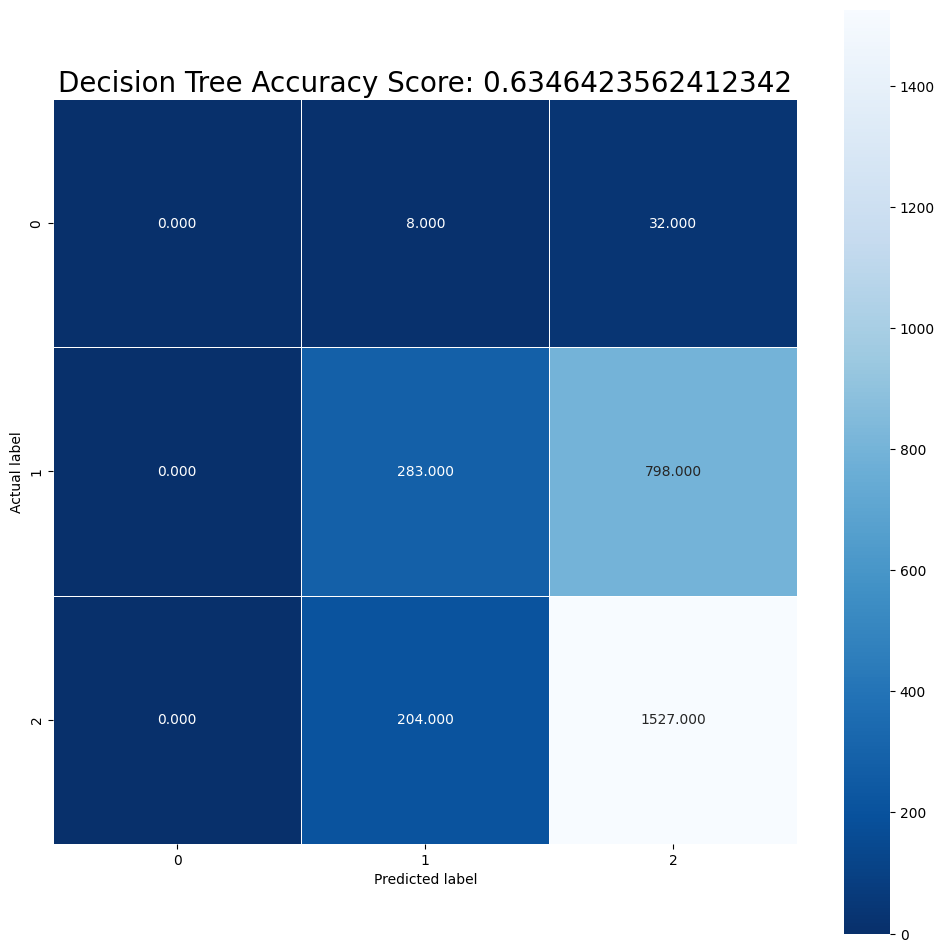 Decision Tree Accuracy Score: 0.6346423562412342
0.000 8.000 32.000
0.000 283.000 798.000
0.000 204.000 1527.000
0
1
2
Actual label
0 1 2
Predicted label
1400
1200
1000
800
600
400
200
0